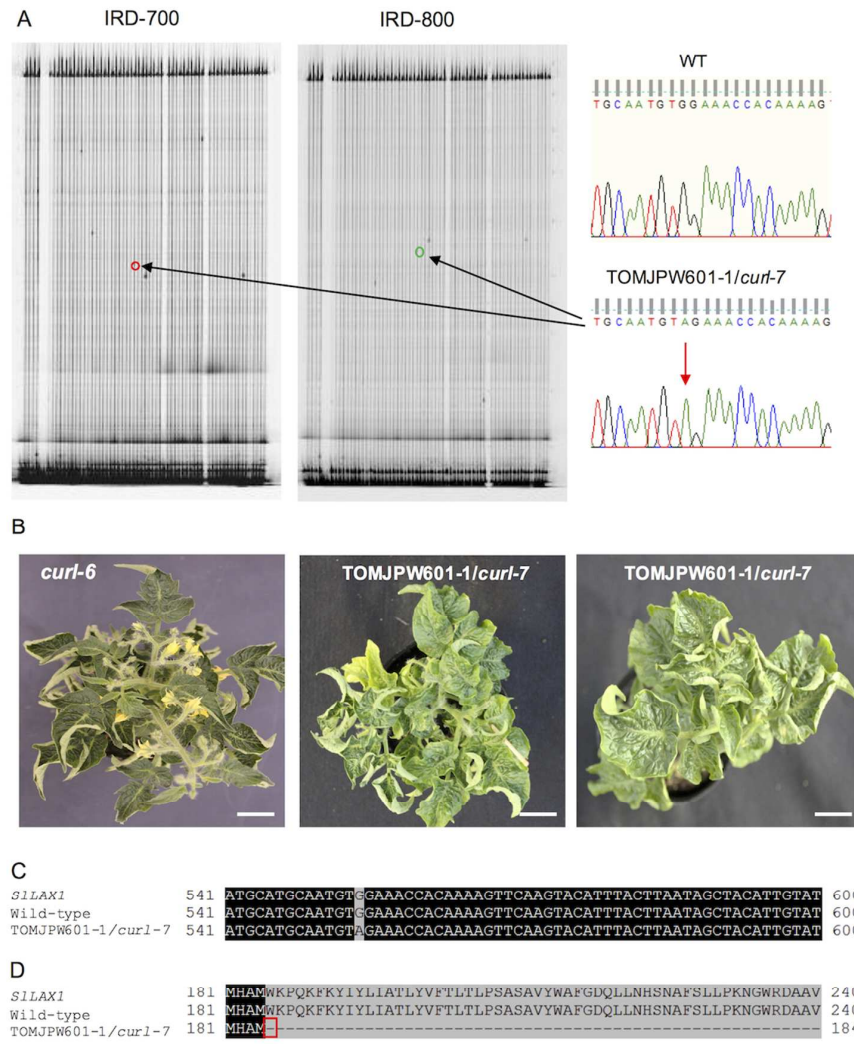 A
IRD-700
IRD-800
WT
TGCAATGTGGAAACCACAAAAG
TOMJPW601-1/curl-7
TGCAATGTAGAAACCACAAAAG
B
curl-6
TOMJPW601-1/curl-7
TOMJPW601-1/curl-7
C
SlLAX1 541 ATGCATGCAATGTGGAAACCACAAAAGTTCAAGTACATTTACTTAATAGCTACATTGTAT 600
Wild-type 541 ATGCATGCAATGTGGAAACCACAAAAGTTCAAGTACATTTACTTAATAGCTACATTGTAT 600
TOMJPW601-1/curl-7 541 ATGCATGCAATGTAGAAACCACAAAAGTTCAAGTACATTTACTTAATAGCTACATTGTAT 600
D
SlLAX1 181 MHAMWKPQKFKYIYLIATLYVFTLTLPSASAVYWAFGDQLLNHSNAFSLLPKNGWRDAAV 240
Wild-type 181 MHAMWKPQKFKYIYLIATLYVFTLTLPSASAVYWAFGDQLLNHSNAFSLLPKNGWRDAAV 240
TOMJPW601-1/curl-7 181 MHAM-------------------------------------------------------- 184